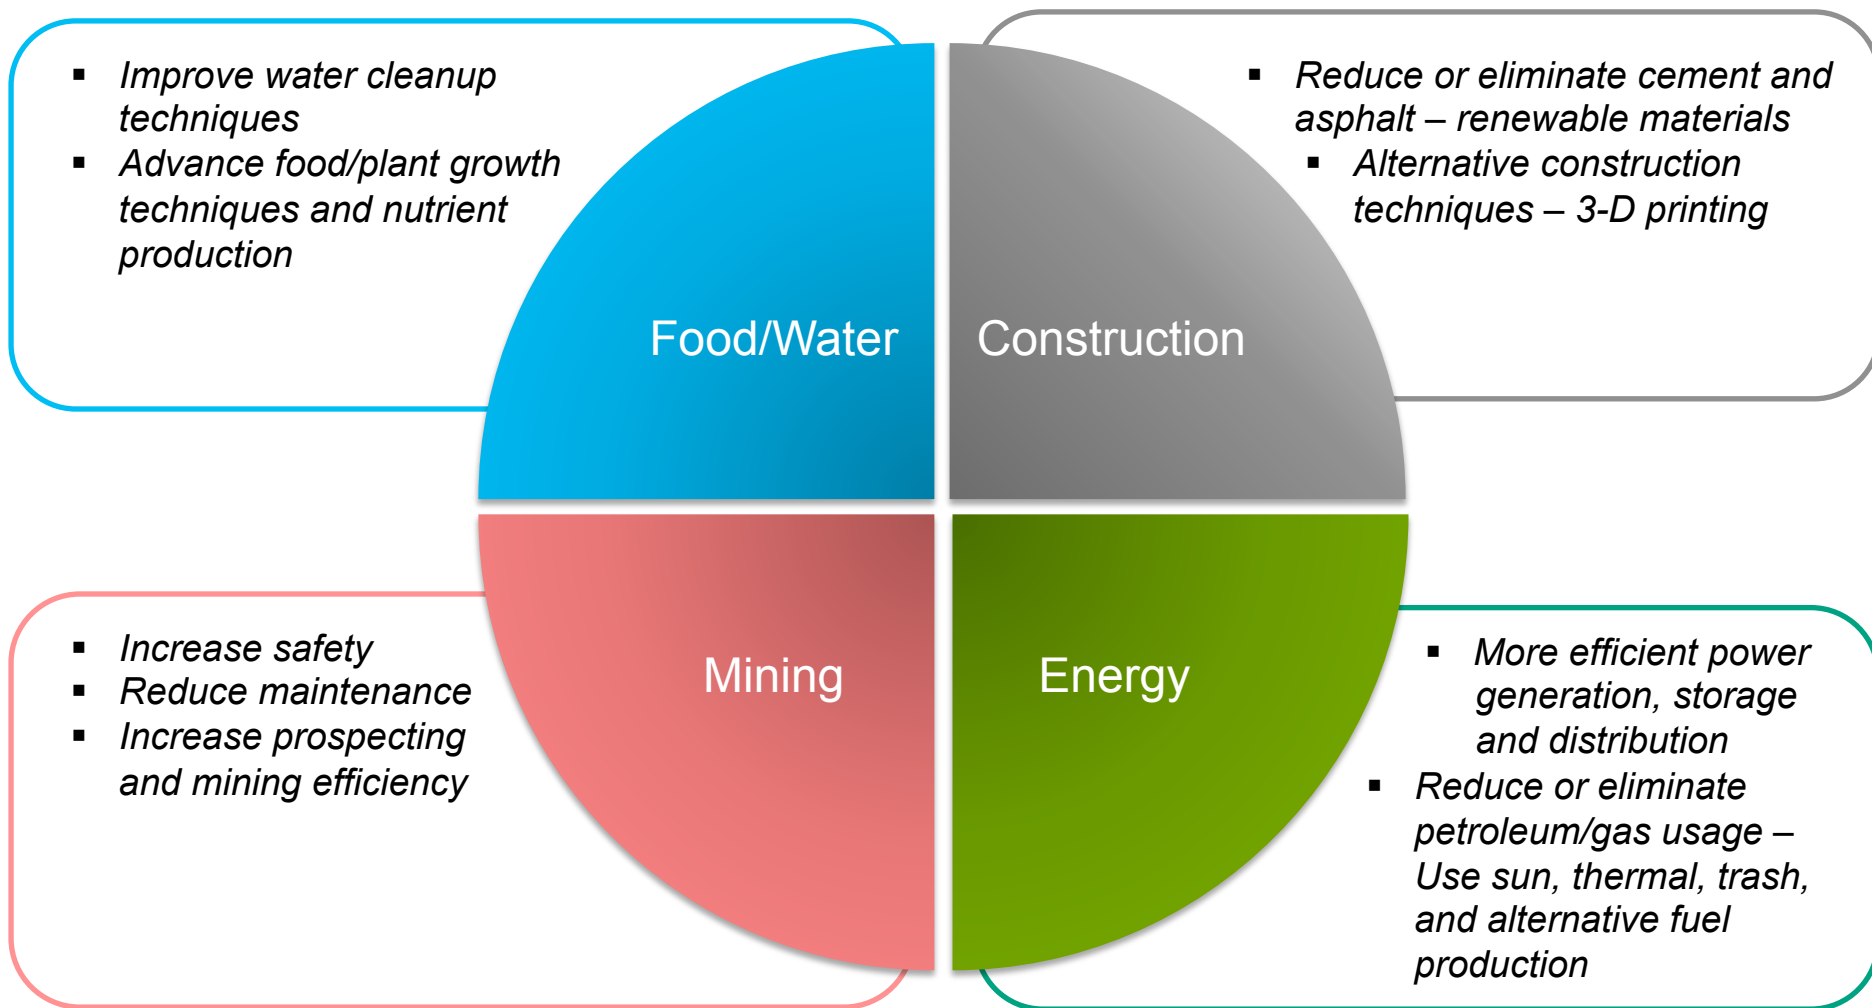 ▪ Improve water cleanup
techniques
▪ Advance food/plant growth
techniques and nutrient
production
Food/Water
▪ Reduce or eliminate cement and
asphalt – renewable materials
▪ Alternative construction
techniques – 3-D printing
Construction
▪ Increase safety
▪ Reduce maintenance
▪ Increase prospecting
and mining efficiency
Mining
Energy
▪ More efficient power
generation, storage
and distribution
▪ Reduce or eliminate
petroleum/gas usage –
Use sun, thermal, trash,
and alternative fuel
production